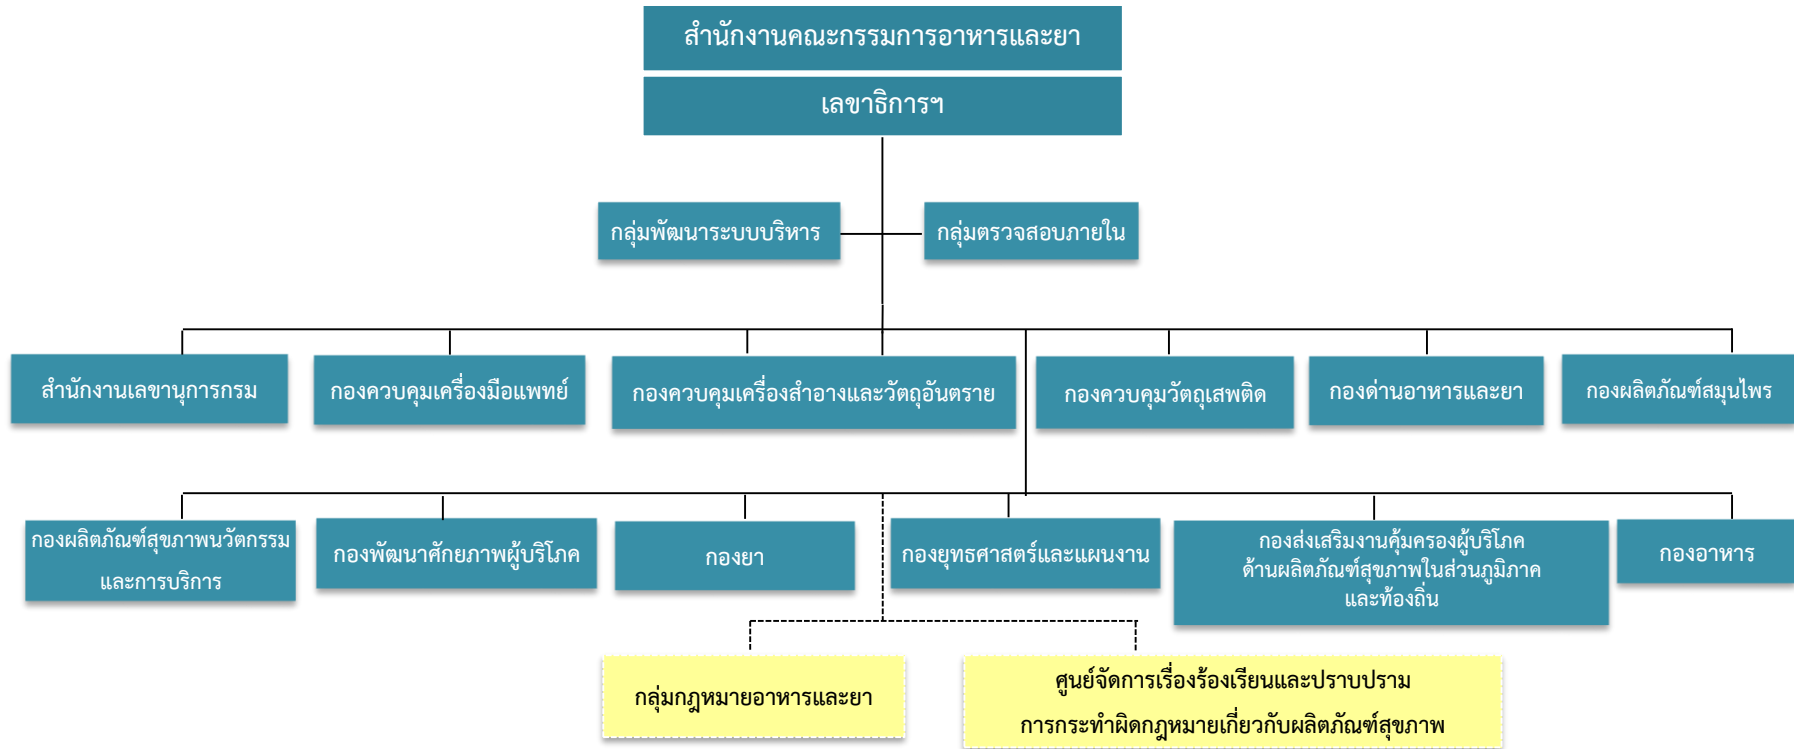 สำนักงานคณะกรรมการอาหารและยา
เลขาธิการฯ
กลุ่มพัฒนาระบบบริหาร
กลุ่มตรวจสอบภายใน
สำนักงานเลขานุการกรม
กองควบคุมเครื่องมือแพทย์
กองควบคุมเครื่องสำอางและวัตถุอันตราย
กองควบคุมวัตถุเสพติด
กองด่านอาหารและยา
กองผลิตภัณฑ์สมุนไพร
กองผลิตภัณฑ์สุขภาพนวัตกรรม
และการบริการ
กองพัฒนาศักยภาพผู้บริโภค
กองยา
กองยุทธศาสตร์และแผนงาน
กองส่งเสริมงานคุ้มครองผู้บริโภค
ด้านผลิตภัณฑ์สุขภาพในส่วนภูมิภาค
และท้องถิ่น
กองอาหาร
กลุ่มกฎหมายอาหารและยา
ศูนย์จัดการเรื่องร้องเรียนและปราบปราม
การกระทำผิดกฎหมายเกี่ยวกับผลิตภัณฑ์สุขภาพ